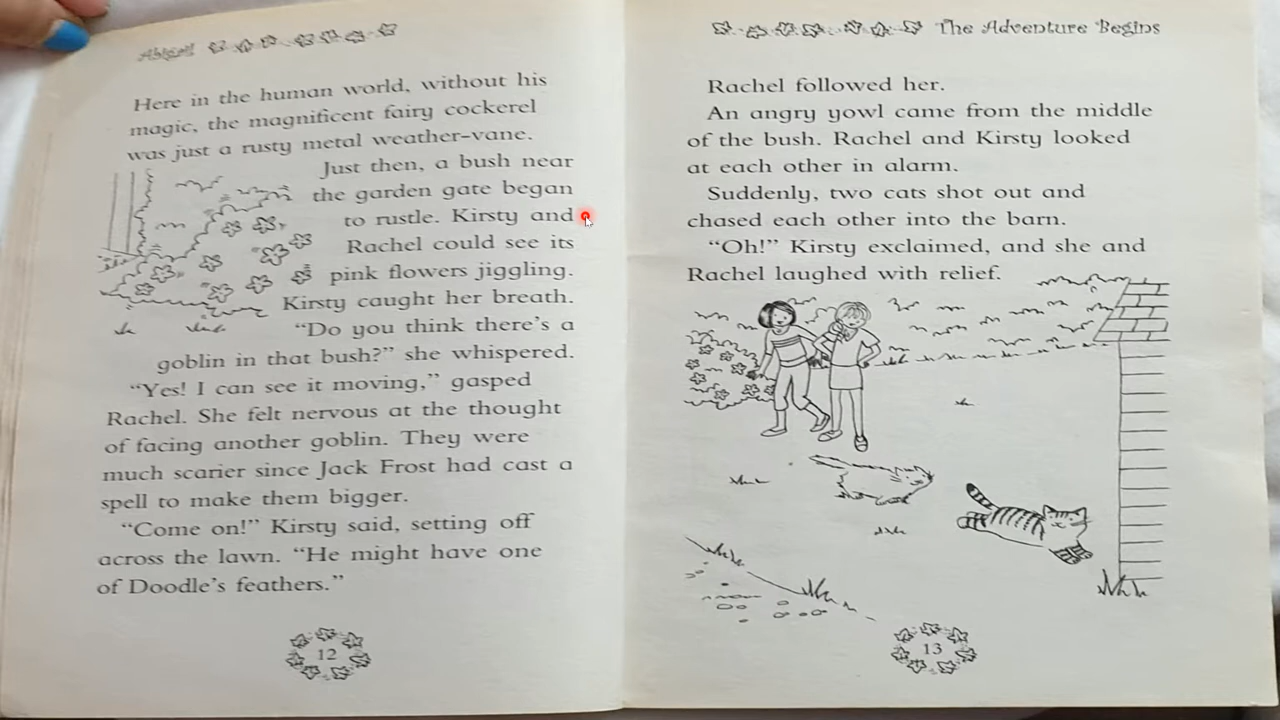 Abigail
Here in the human world, without his
magic, the magnificent fairy cockerel
was just a rusty metal weather-vane.
Just then, a bush near
the garden gate began
to rustle. Kirsty and
Rachel could see its
pink flowers jiggling.
Kirsty caught her breath.
“Do you think there’s a
goblin in that bush?” she whispered.
“Yes! I can see it moving,” gasped
Rachel. She felt nervous at the thought
of facing another goblin. They were
much scarier since Jack Frost had cast a
spell to make them bigger.
“Come on!” Kirsty said, setting off
across the lawn. “He might have one
of Doodle’s feathers.”
12
The Adventure Begins
Rachel followed her.
An angry yowl came from the middle
of the bush. Rachel and Kirsty looked
at each other in alarm.
Suddenly, two cats shot out and
chased each other into the barn.
“Oh!” Kirsty exclaimed, and she and
Rachel laughed with relief.
13